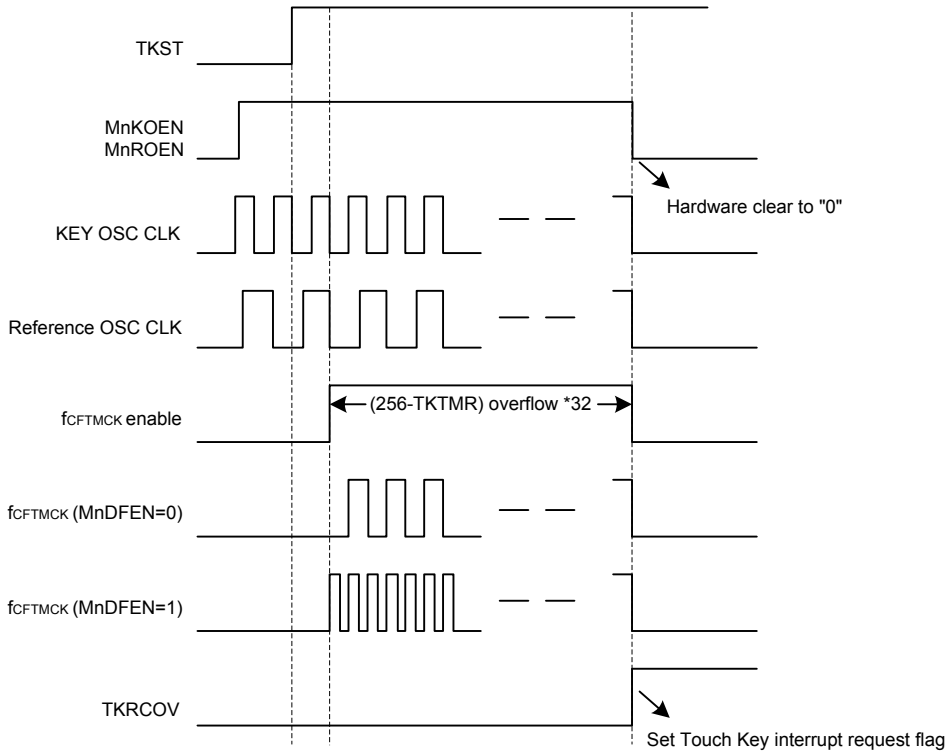 TKST
MnKOEN
MnROEN
Hardware clear to "0"
KEY OSC CLK
Reference OSC CLK
fCFTMCK enable
(256-TKTMR) overflow *32
fCFTMCK (MnDFEN=0)
fCFTMCK (MnDFEN=1)
TKRCOV
Set Touch Key interrupt request flag